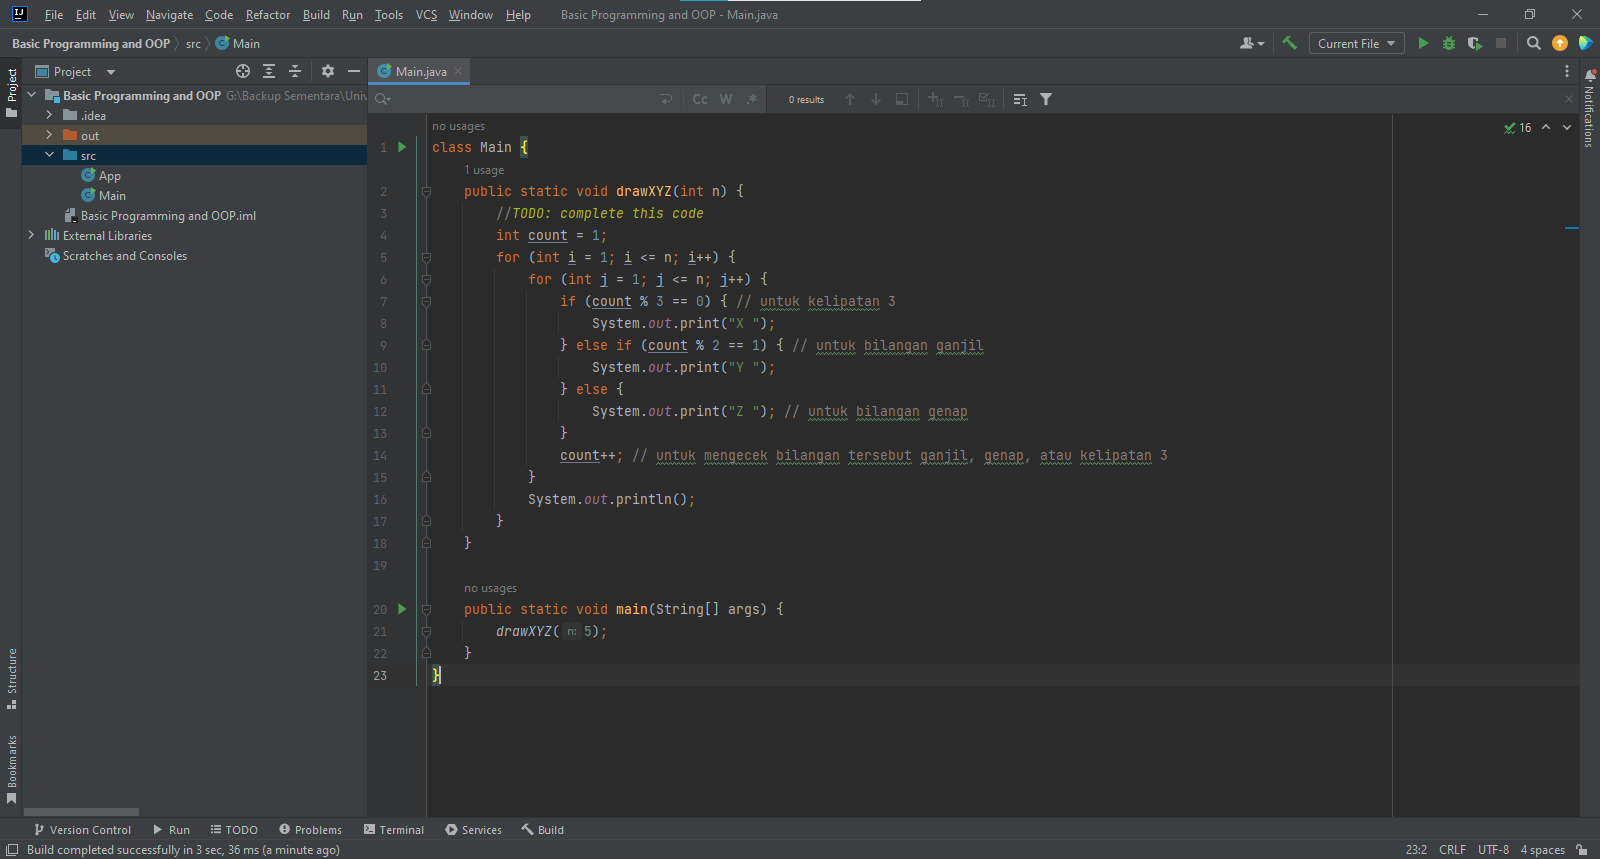 File Edit View Navigate Code Refactor Build Run Tools VCS Window Help Basic Programming and OOP - Main.java
Basic Programming and OOP src Main Current File
Project Main.java
Basic Programming and OOP G:\Backup Sementara\Univ
.idea
out
src
App
Main
Basic Programming and OOP.iml
External Libraries
Scratches and Consoles
Project
Structure
Bookmarks
Cc W .* 0 results
Notifications
16
no usages
1 class Main {
1 usage
2 public static void drawXYZ(int n) {
3 //TODO: complete this code
4 int count = 1;
5 for (int i = 1; i <= n; i++) {
6 for (int j = 1; j <= n; j++) {
7 if (count % 3 == 0) { // untuk kelipatan 3
8 System.out.print("X ");
9 } else if (count % 2 == 1) { // untuk bilangan ganjil
10 System.out.print("Y ");
11 } else {
12 System.out.print("Z "); // untuk bilangan genap
13 }
14 count++; // untuk mengecek bilangan tersebut ganjil, genap, atau kelipatan 3
15 }
16 System.out.println();
17 }
18 }
19
no usages
20 public static void main(String[] args) {
21 drawXYZ( n: 5);
22 }
23 }
Version Control Run TODO Problems Terminal Services Build
Build completed successfully in 3 sec, 36 ms (a minute ago) 23:2 CRLF UTF-8 4 spaces